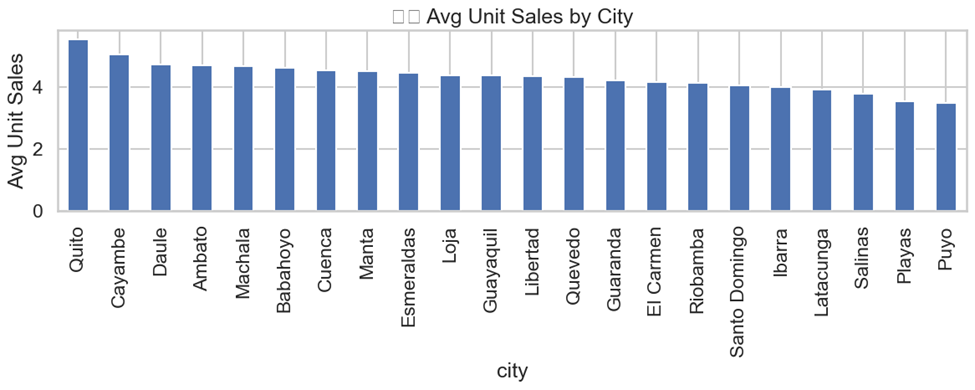 Avg Unit Sales by City
Avg Unit Sales
4
2
0
Quito
Cayambe
Daule
Ambato
Machala
Babahoyo
Cuenca
Manta
Esmeraldas
Loja
Guayaquil
Libertad
Quevedo
Guaranda
El Carmen
Riobamba
Santo Domingo
Ibarra
Latacunga
Salinas
Playas
Puyo
city